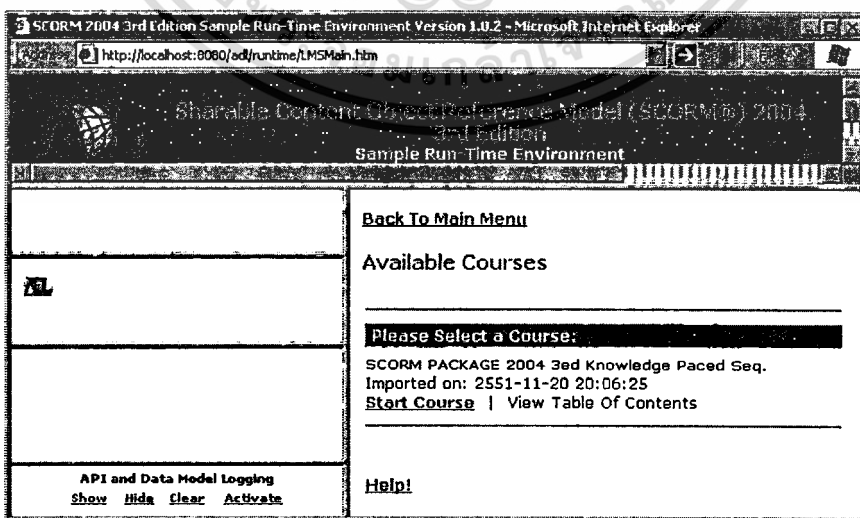 SCORM 2004 3rd Edition Sample Run-Time Environment Version 1.0.2 - Microsoft Internet Explorer
http://localhost:8080/adl/runtime/LMSMain.htm
Sharable Content Object Reference Model (SCORM®) 2004
3rd Edition
Sample Run-Time Environment
Back To Main Menu
Available Courses
Please Select a Course:
SCORM PACKAGE 2004 3ed Knowledge Paced Seq.
Imported on: 2551-11-20 20:06:25
Start Course | View Table Of Contents
API and Data Model Logging
Show Hide Clear Activate
Help!